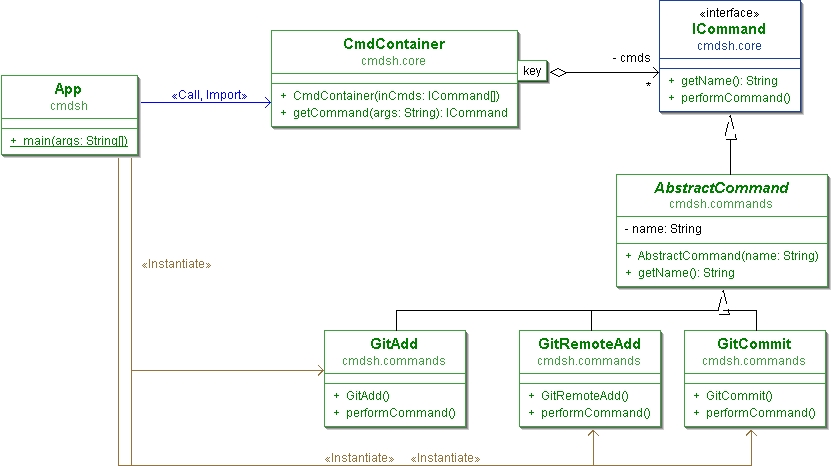 App
cmdsh
+ main(args: String[])
«Call, Import»
CmdContainer
cmdsh.core
+ CmdContainer(inCmds: ICommand[])
+ getCommand(args: String): ICommand
key
- cmds
*
«interface»
ICommand
cmdsh.core
+ getName(): String
+ performCommand()
AbstractCommand
cmdsh.commands
- name: String
+ AbstractCommand(name: String)
+ getName(): String
«Instantiate»
GitAdd
cmdsh.commands
+ GitAdd()
+ performCommand()
GitRemoteAdd
cmdsh.commands
+ GitRemoteAdd()
+ performCommand()
GitCommit
cmdsh.commands
+ GitCommit()
+ performCommand()
«Instantiate» «Instantiate»